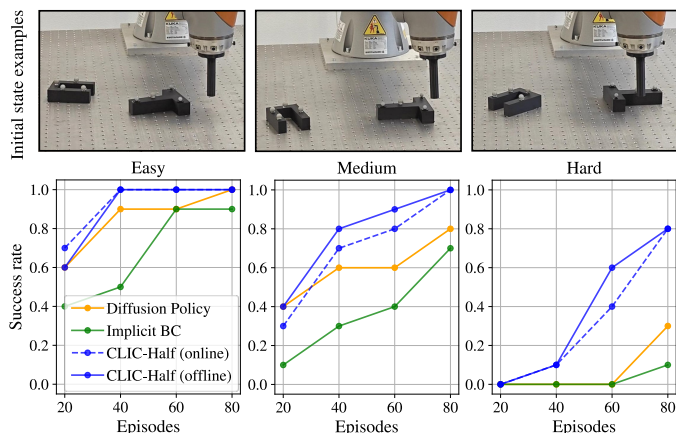 Initial state examples
KUKA
KUKA
KUKA
Easy
Medium
Hard
Success rate
1.0
0.8
0.6
0.4
0.2
0.0
Diffusion Policy
Implicit BC
CLIC-Half (online)
CLIC-Half (offline)
20
40
60
80
Episodes
1.0
0.8
0.6
0.4
0.2
0.0
20
40
60
80
Episodes
1.0
0.8
0.6
0.4
0.2
0.0
20
40
60
80
Episodes